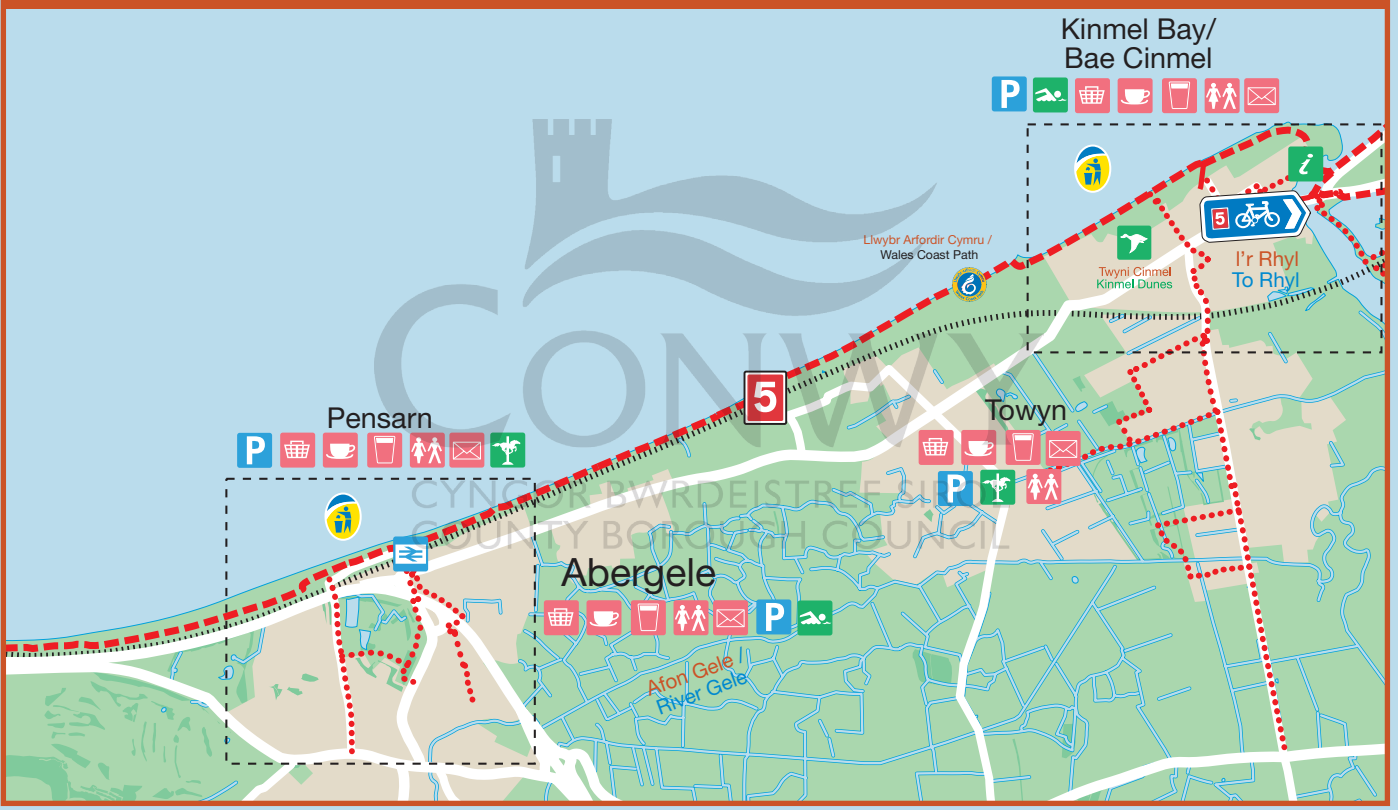 Kinmel Bay/
Bae Cinmel
P
i
5
Llwybr Arfordir Cymru /
Wales Coast Path
Twyni Cinmel
Kinmel Dunes
I'r Rhyl
To Rhyl
CONWY
5
Pensarn
P
Towyn
P
CYNGOR BWRDEISTREF SIROL
COUNTY BOROUGH COUNCIL
Abergele
P
Afon Gele /
River Gele